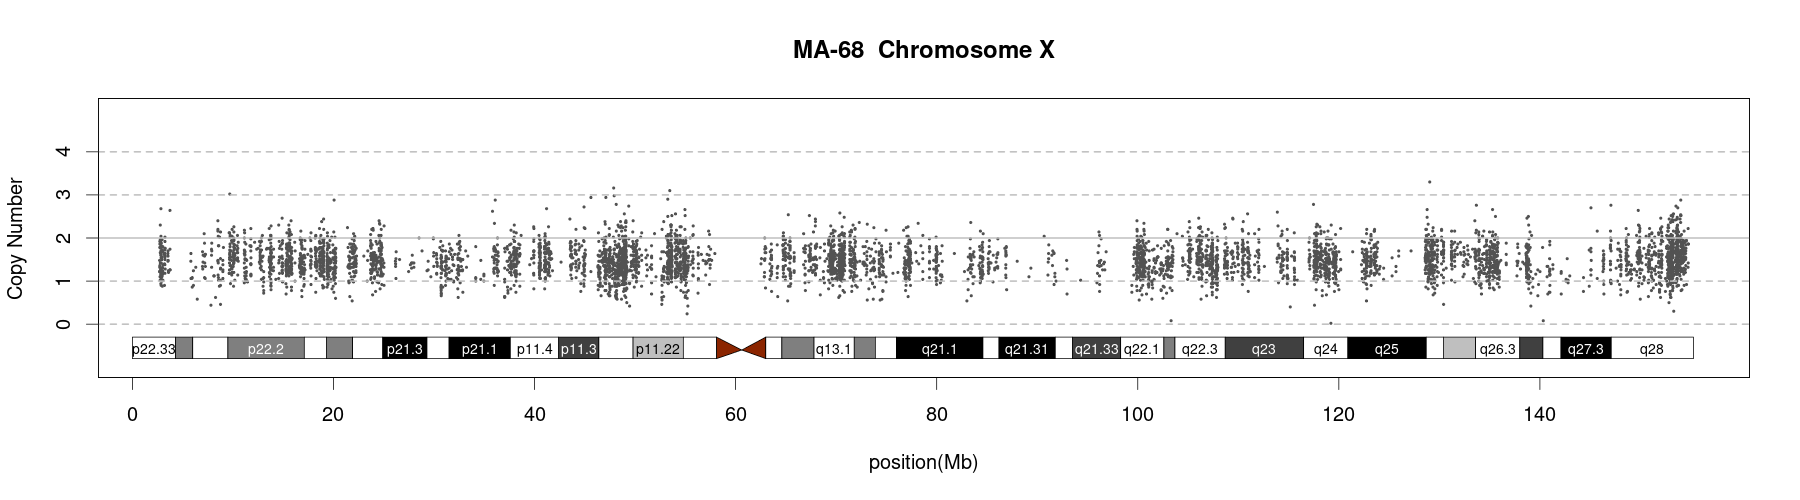 MA-68 Chromosome X
Copy Number
4
3
2
1
0
p22.33 p22.2 p21.3 p21.1 p11.4 p11.3 p11.22 q13.1 q21.1 q21.31 q21.33 q22.1 q22.3 q23 q24 q25 q26.3 q27.3 q28
0 20 40 60 80 100 120 140
position(Mb)